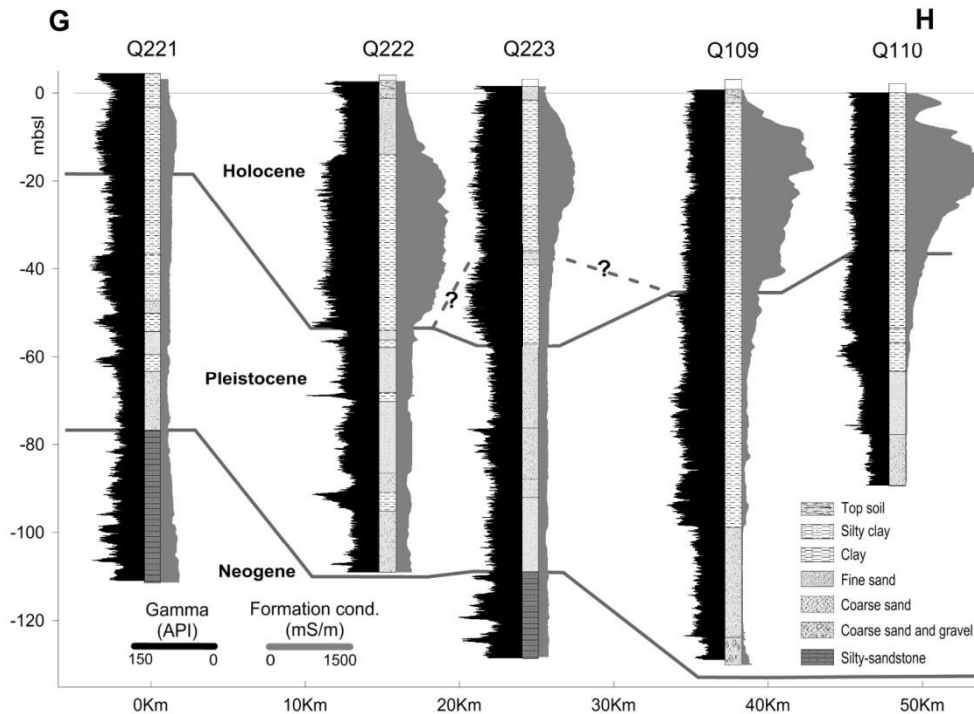 G
H
Q221
Q222
Q223
Q109
Q110
mbsl
0
-20
-40
-60
-80
-100
-120
Holocene
?
?
Pleistocene
Neogene
Gamma
(API)
150 0
Formation cond.
(mS/m)
0 1500
Top soil
Silty clay
Clay
Fine sand
Coarse sand
Coarse sand and gravel
Silty-sandstone
0Km
10Km
20Km
30Km
40Km
50Km